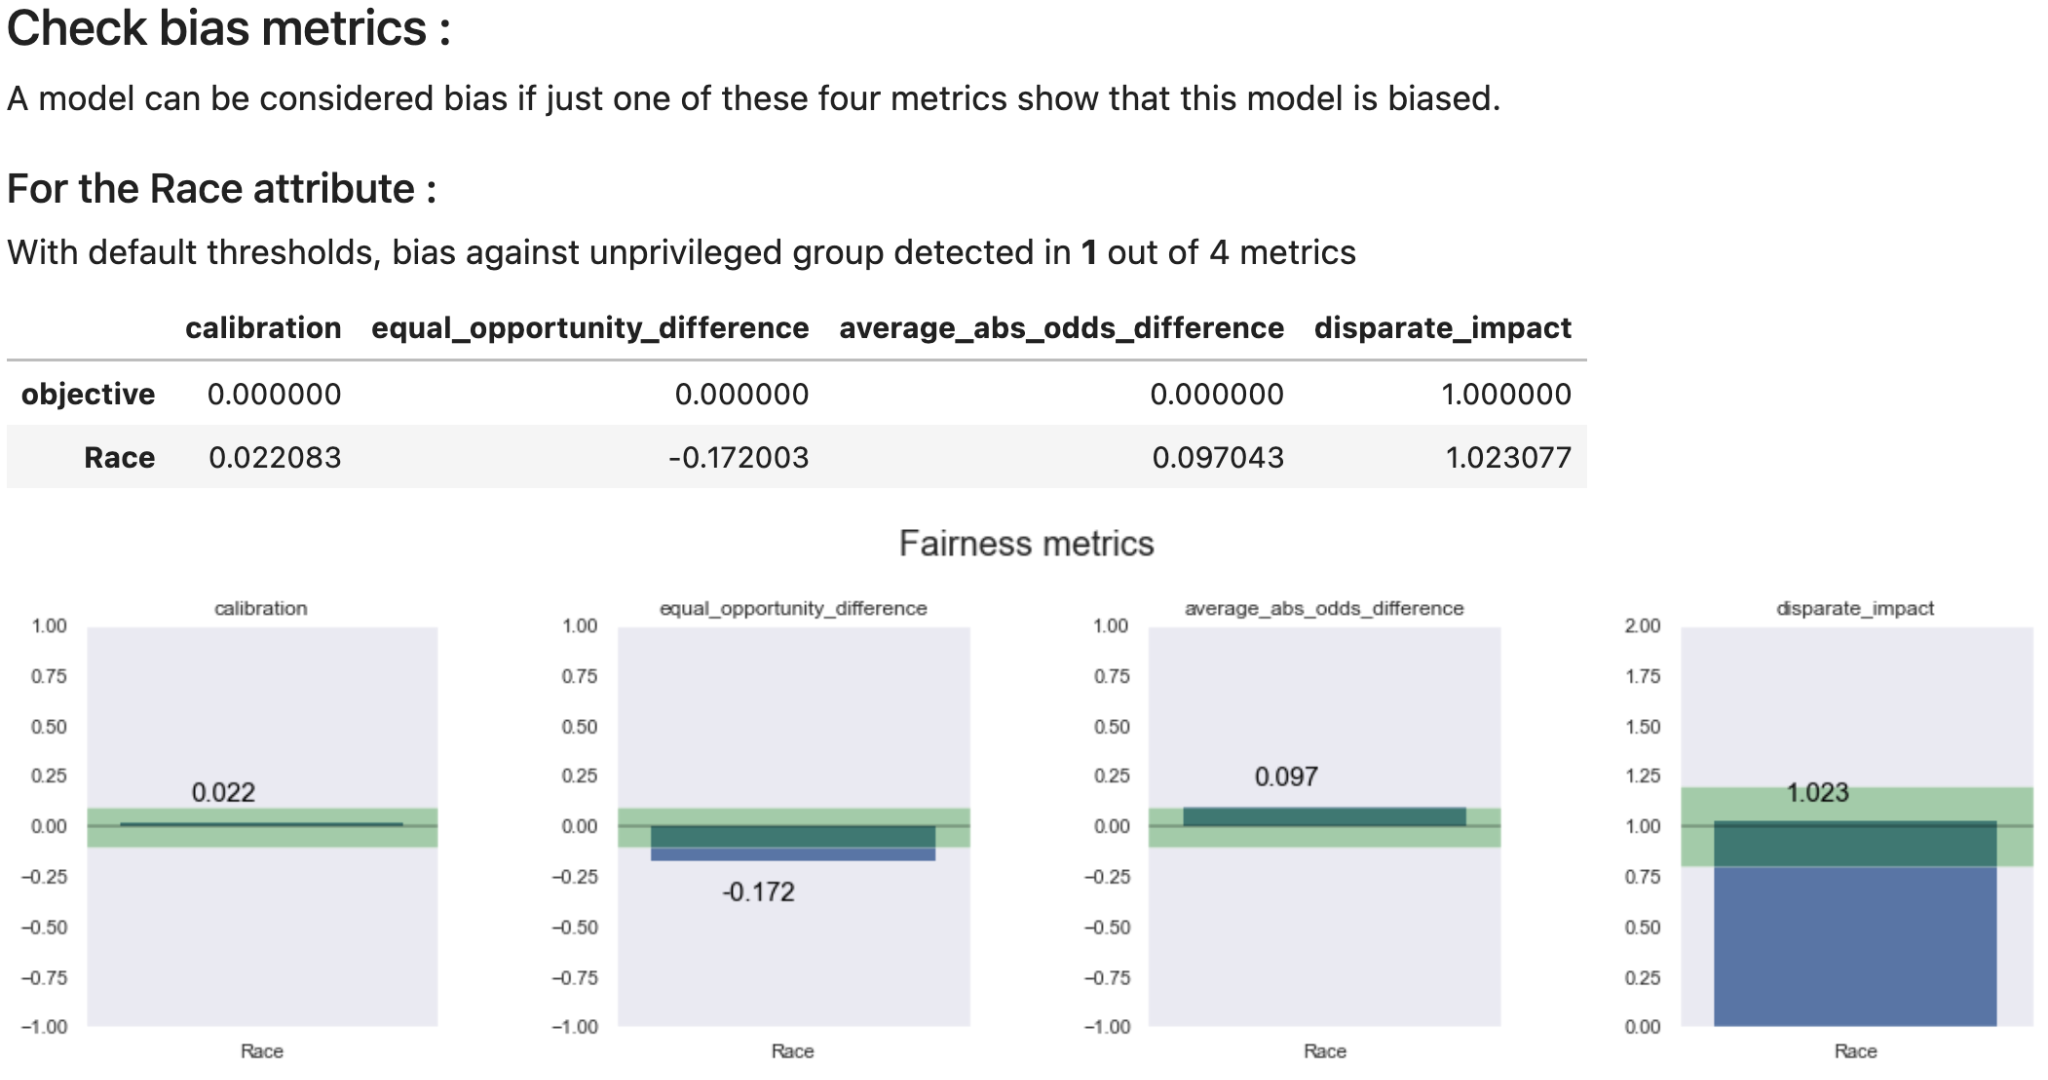 Check bias metrics :
A model can be considered bias if just one of these four metrics show that this model is biased.
For the Race attribute :
With default thresholds, bias against unprivileged group detected in 1 out of 4 metrics
calibration equal_opportunity_difference average_abs_odds_difference disparate_impact
objective 0.000000 0.000000 0.000000 1.000000
Race 0.022083 -0.172003 0.097043 1.023077
Fairness metrics
calibration equal_opportunity_difference average_abs_odds_difference disparate_impact
1.00 1.00 1.00 2.00
0.75 0.75 0.75 1.75
0.50 0.50 0.50 1.50
0.25 0.25 0.097 0.25 1.25
0.022 1.023
0.00 0.00 0.00 1.00
−0.25 −0.25 −0.25 0.75
-0.172
−0.50 −0.50 −0.50 0.50
−0.75 −0.75 −0.75 0.25
−1.00 −1.00 −1.00 0.00
Race Race Race Race